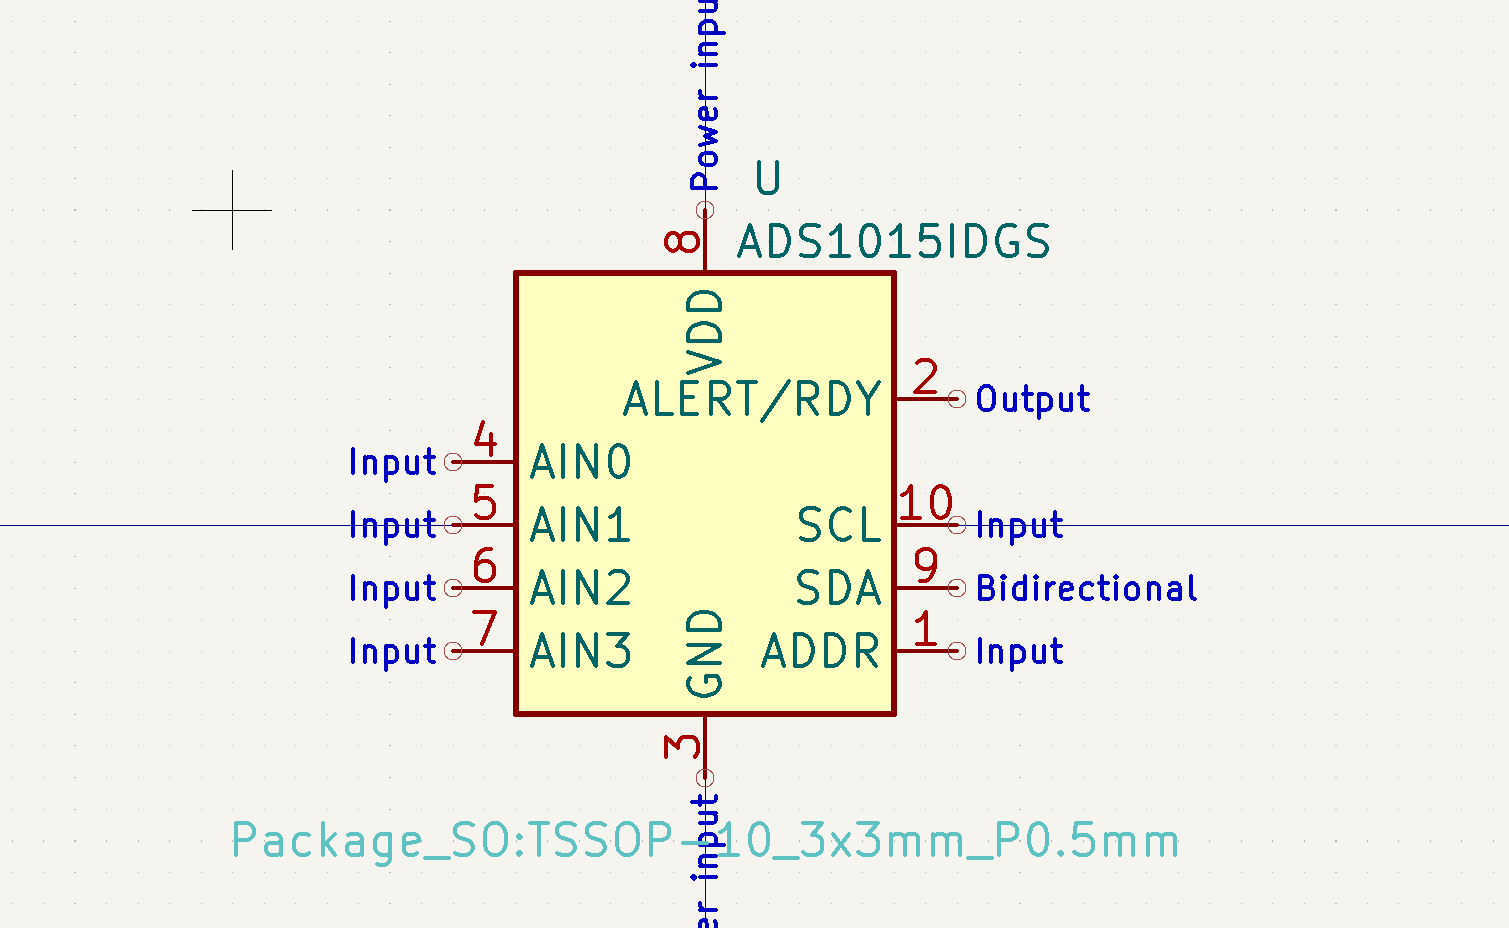 Power inpu
U
8
ADS1015IDGS
VDD
ALERT/RDY
2
Output
Input
4
AIN0
Input
5
AIN1
SCL
10
Input
Input
6
AIN2
SDA
9
Bidirectional
Input
7
AIN3
GND
ADDR
1
Input
3
Package_SO:TSSOP-10_3x3mm_P0.5mm
er input